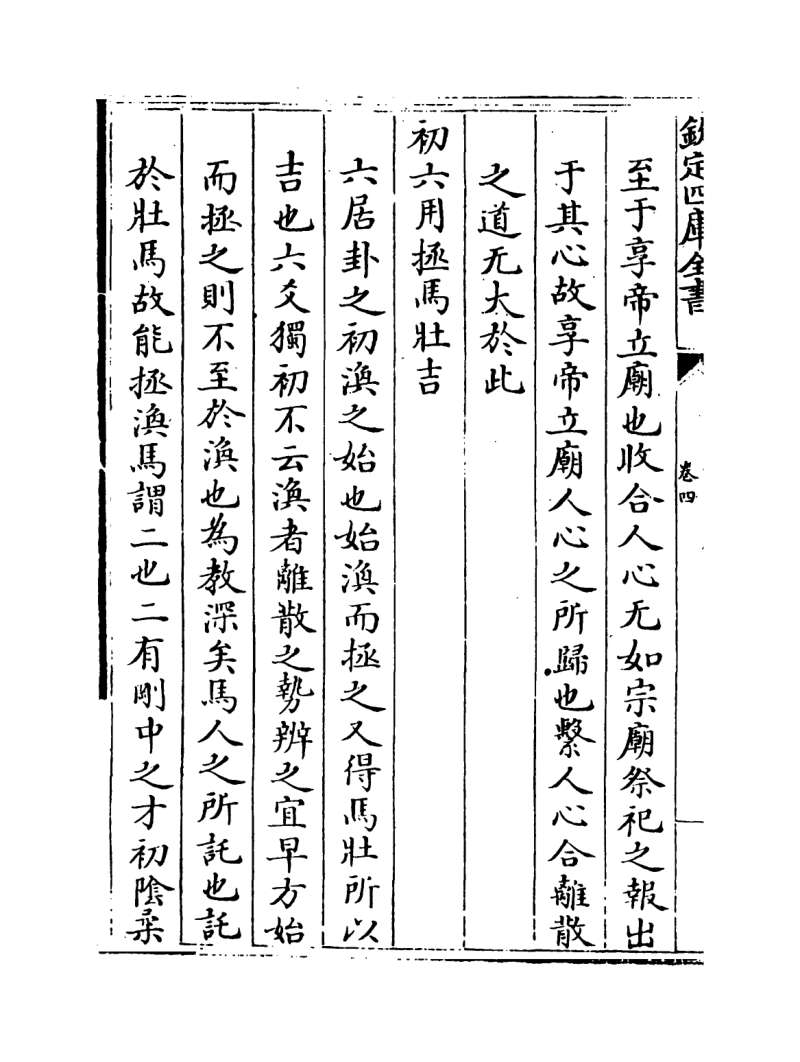 欽定四庫全書
卷四
至于享帝立廟也收合人心无如宗廟祭祀之報出
于其心故享帝立廟人心之所歸也繫人心合離散
之道无大於此
初六用拯馬壯吉
六居卦之初渙之始也始渙而拯之又得馬壯所以
吉也六爻獨初不云渙者離散之勢辨之宜早方始
而拯之則不至於渙也為教深矣馬人之所託也託
於壯馬故能拯渙馬謂二也二有剛中之才初陰柔